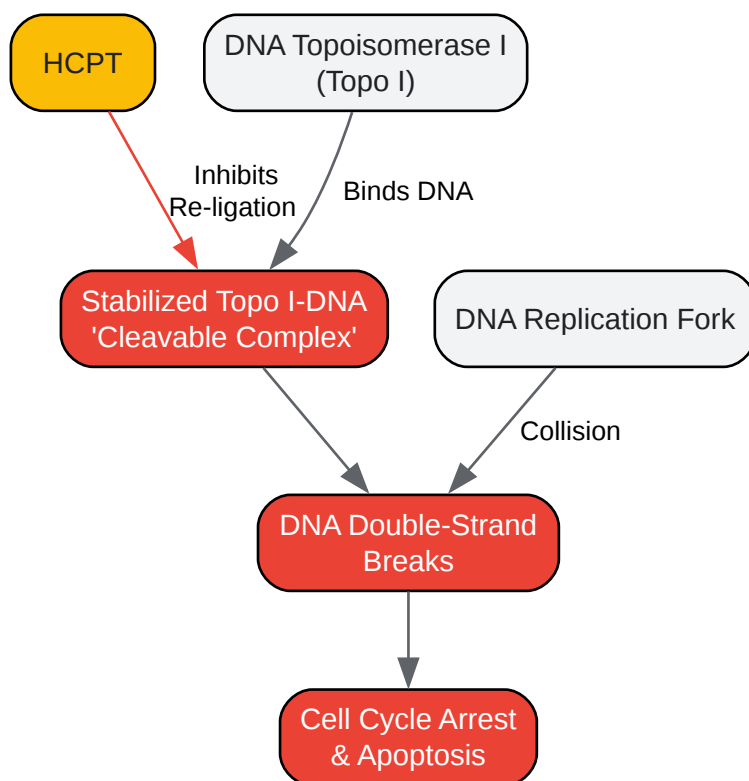 HCPT
DNA Topoisomerase I
(Topo I)
Inhibits
Re-ligation
Binds DNA
Stabilized Topo I-DNA
'Cleavable Complex'
DNA Replication Fork
Collision
DNA Double-Strand
Breaks
Cell Cycle Arrest
& Apoptosis